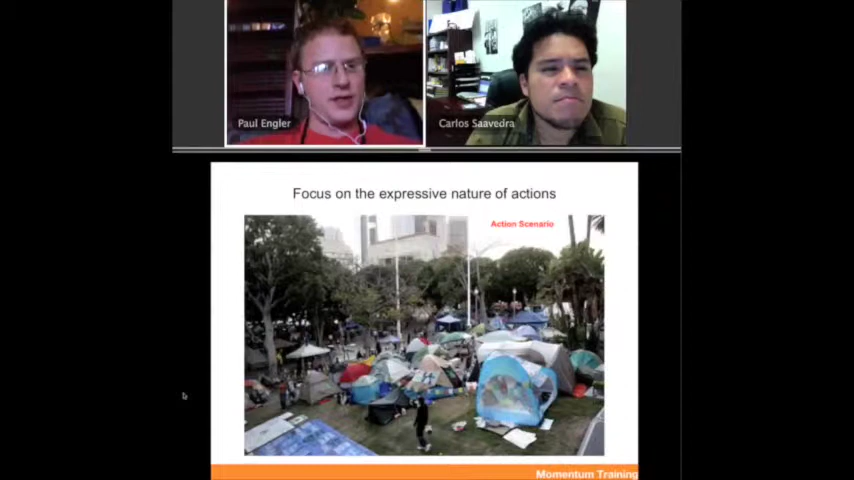 Paul Engler
Carlos Saavedra
Focus on the expressive nature of actions
Action Scenario
Momentum Training